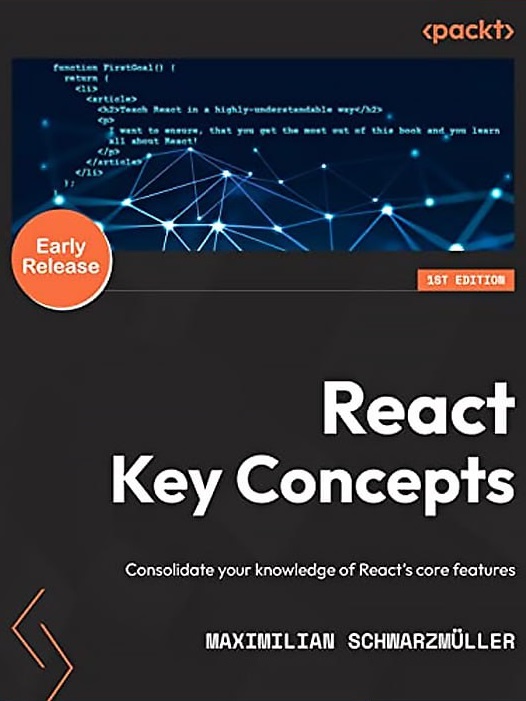 <packt>
function FirstGoal() {
return (
<li>
<article>
<h2>Teach React in a highly-understandable way</h2>
<p>
I want to ensure, that you get the most out of this book and you learn
all about React!
</p>
</article>
</li>
);
Early
Release
1ST EDITION
React
Key Concepts
Consolidate your knowledge of React's core features
MAXIMILIAN SCHWARZMÜLLER